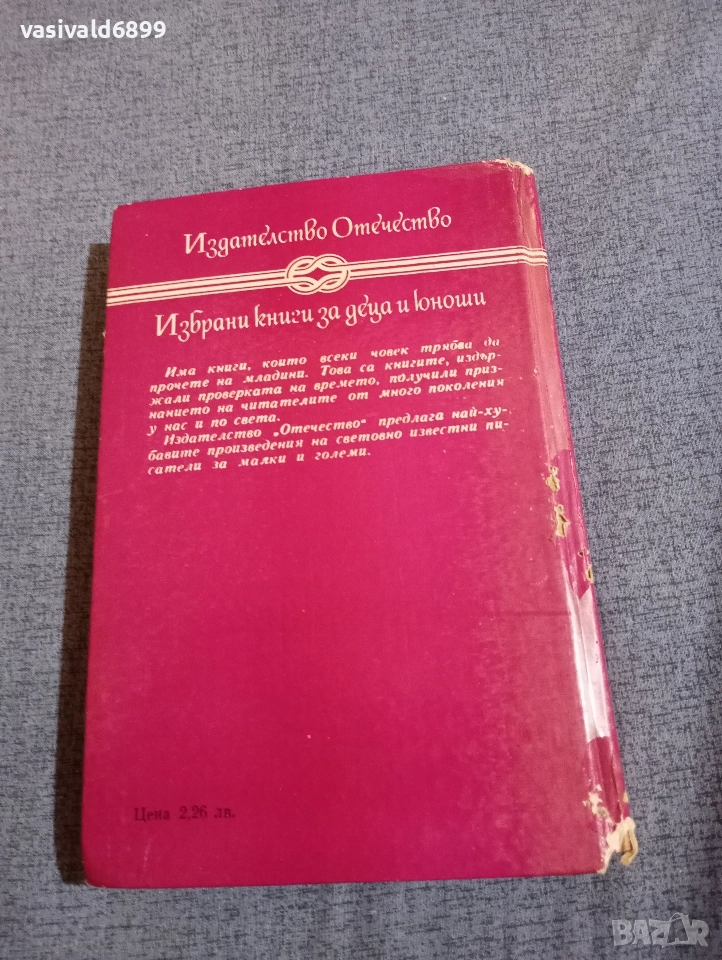 vasivald6899
Издателство Отечество
Избрани книги за деца и юноши
Има книги, които всеки човек трябва да
прочете на младини. Това са книгите, издър-
жали проверката на времето, получили приз-
нанието на читателите от много поколения
у нас и по света.
Издателство „Отечество“ предлага най-ху-
бавите произведения на световно известни пи-
сатели за малки и големи.
Цена 2,26 лв.
BAZAR